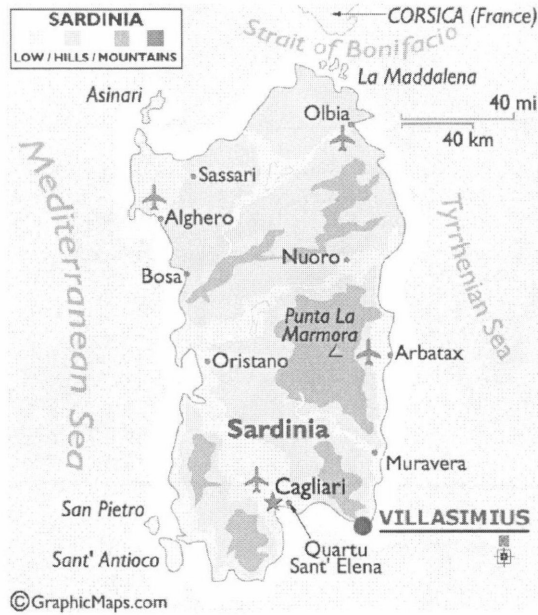 SARDINIA
LOW / HILLS / MOUNTAINS
CORSICA (France)
Strait of Bonifacio
La Maddalena
Asinari
Olbia
40 mi
40 km
Mediterranean Sea
Tyrrhenian Sea
Sassari
Alghero
Nuoro
Bosa
Punta La
Marmora
Arbatax
Oristano
Sardinia
Muravera
Cagliari
San Pietro
VILLASIMIUS
Quartu
Sant' Elena
Sant' Antioco
©GraphicMaps.com